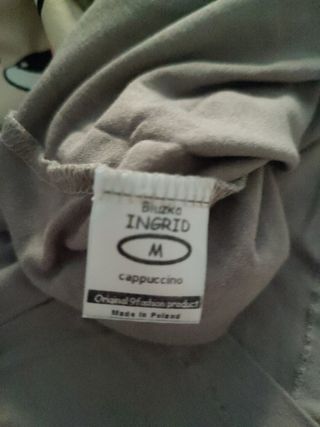 Bluzka
INGRID
M
cappuccino
Original 9fashion product
Made in Poland